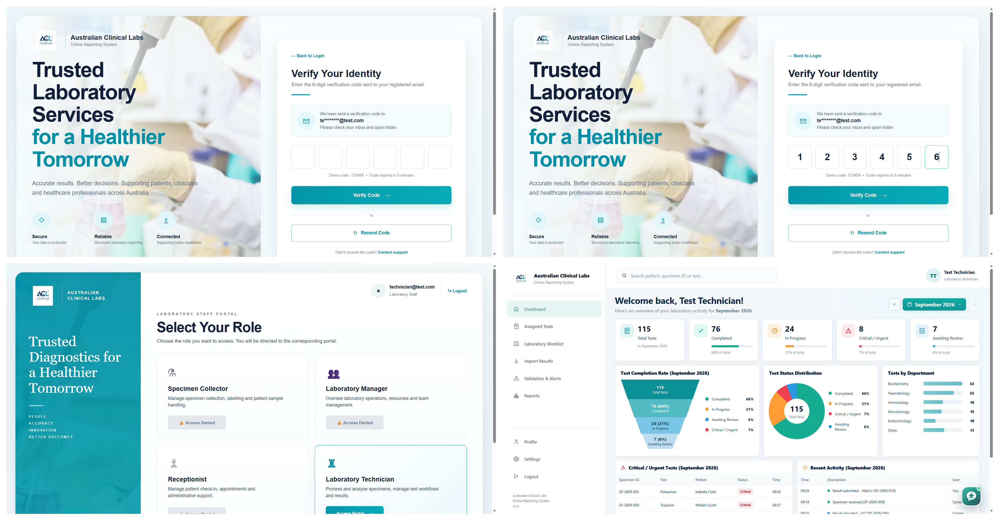 ACL
AUSTRALIAN
Australian Clinical Labs
Online Reporting System
Trusted
Laboratory
Services
for a Healthier
Tomorrow
Accurate results. Better decisions. Supporting patients, clinicians
and healthcare professionals across Australia.
Secure
Your data is protected
Reliable
Structured laboratory reporting
Connected
Supporting better healthcare
← Back to Login
Verify Your Identity
Enter the 6-digit verification code sent to your registered email.
We have sent a verification code to
te********@test.com
Please check your inbox and spam folder.
Demo code: 123456 • Code expires in 5 minutes
Verify Code →
or
↻ Resend Code
Didn't receive the code? Contact support
ACL
AUSTRALIAN
Australian Clinical Labs
Online Reporting System
Trusted
Laboratory
Services
for a Healthier
Tomorrow
Accurate results. Better decisions. Supporting patients, clinicians
and healthcare professionals across Australia.
Secure
Your data is protected
Reliable
Structured laboratory reporting
Connected
Supporting better healthcare
← Back to Login
Verify Your Identity
Enter the 6-digit verification code sent to your registered email.
We have sent a verification code to
te********@test.com
Please check your inbox and spam folder.
1 2 3 4 5 6
Demo code: 123456 • Code expires in 5 minutes
Verify Code →
or
↻ Resend Code
Didn't receive the code? Contact support
ACL
AUSTRALIAN
AUSTRALIAN
CLINICAL LABS
Trusted
Diagnostics for
a Healthier
Tomorrow
PEOPLE
ACCURACY
INNOVATION
BETTER OUTCOMES
technician@test.com
Laboratory Staff
Logout
LABORATORY STAFF PORTAL
Select Your Role
Choose the role you want to access. You will be directed to the corresponding portal.
Specimen Collector
Manage specimen collection, labelling and patient sample
handling.
Access Denied
Laboratory Manager
Oversee laboratory operations, resources and team
management.
Access Denied
Receptionist
Manage patient check-in, appointments and
administrative support.
Access Denied
Laboratory Technician
Process and analyse specimens, manage test workflows
and results.
Access Portal →
ACL
AUSTRALIAN
Australian Clinical Labs
Online Reporting System
Dashboard
Assigned Tests
Laboratory Worklist
Import Results
Validation & Alerts
Reports
Profile
Settings
Logout
Australian Clinical Labs
Online Reporting System
v1.0
Search patient, specimen ID or test...
TT
Test Technician
Laboratory Technician
Welcome back, Test Technician!
Here's an overview of your laboratory activity for September 2026.
September 2026
115
Total Tests
in September 2026
76
Completed
66% of total
24
In Progress
21% of total
8
Critical / Urgent
7% of total
7
Awaiting Review
6% of total
Test Completion Rate (September 2026)
115
Total Tests
76 (66%)
Completed
24 (21%)
In Progress
7 (6%)
Awaiting Review
Completed 66%
In Progress 21%
Awaiting Review 6%
Critical / Urgent 7%
Test Status Distribution
115
Total Tests
Completed 66%
In Progress 21%
Critical / Urgent 7%
Awaiting
Review 6%
Tests by Department
Biochemistry 32
Haematology 25
Immunology 16
Microbiology 15
Endocrinology 10
Other 17
Critical / Urgent Tests (September 2026)
Specimen ID Test Patient Status Time
SP-2609-003 Potassium Isabella Clark Critical 08:03
SP-2609-009 Troponin William Scott Critical 08:37
Recent Activity (September 2026)
Time Description User
09:26 Result submitted - HbA1c (SP-2609-010) You
09:14 Specimen received (SP-2609-009) System
08:55 Result imported - LFT (SP-2609-006) System